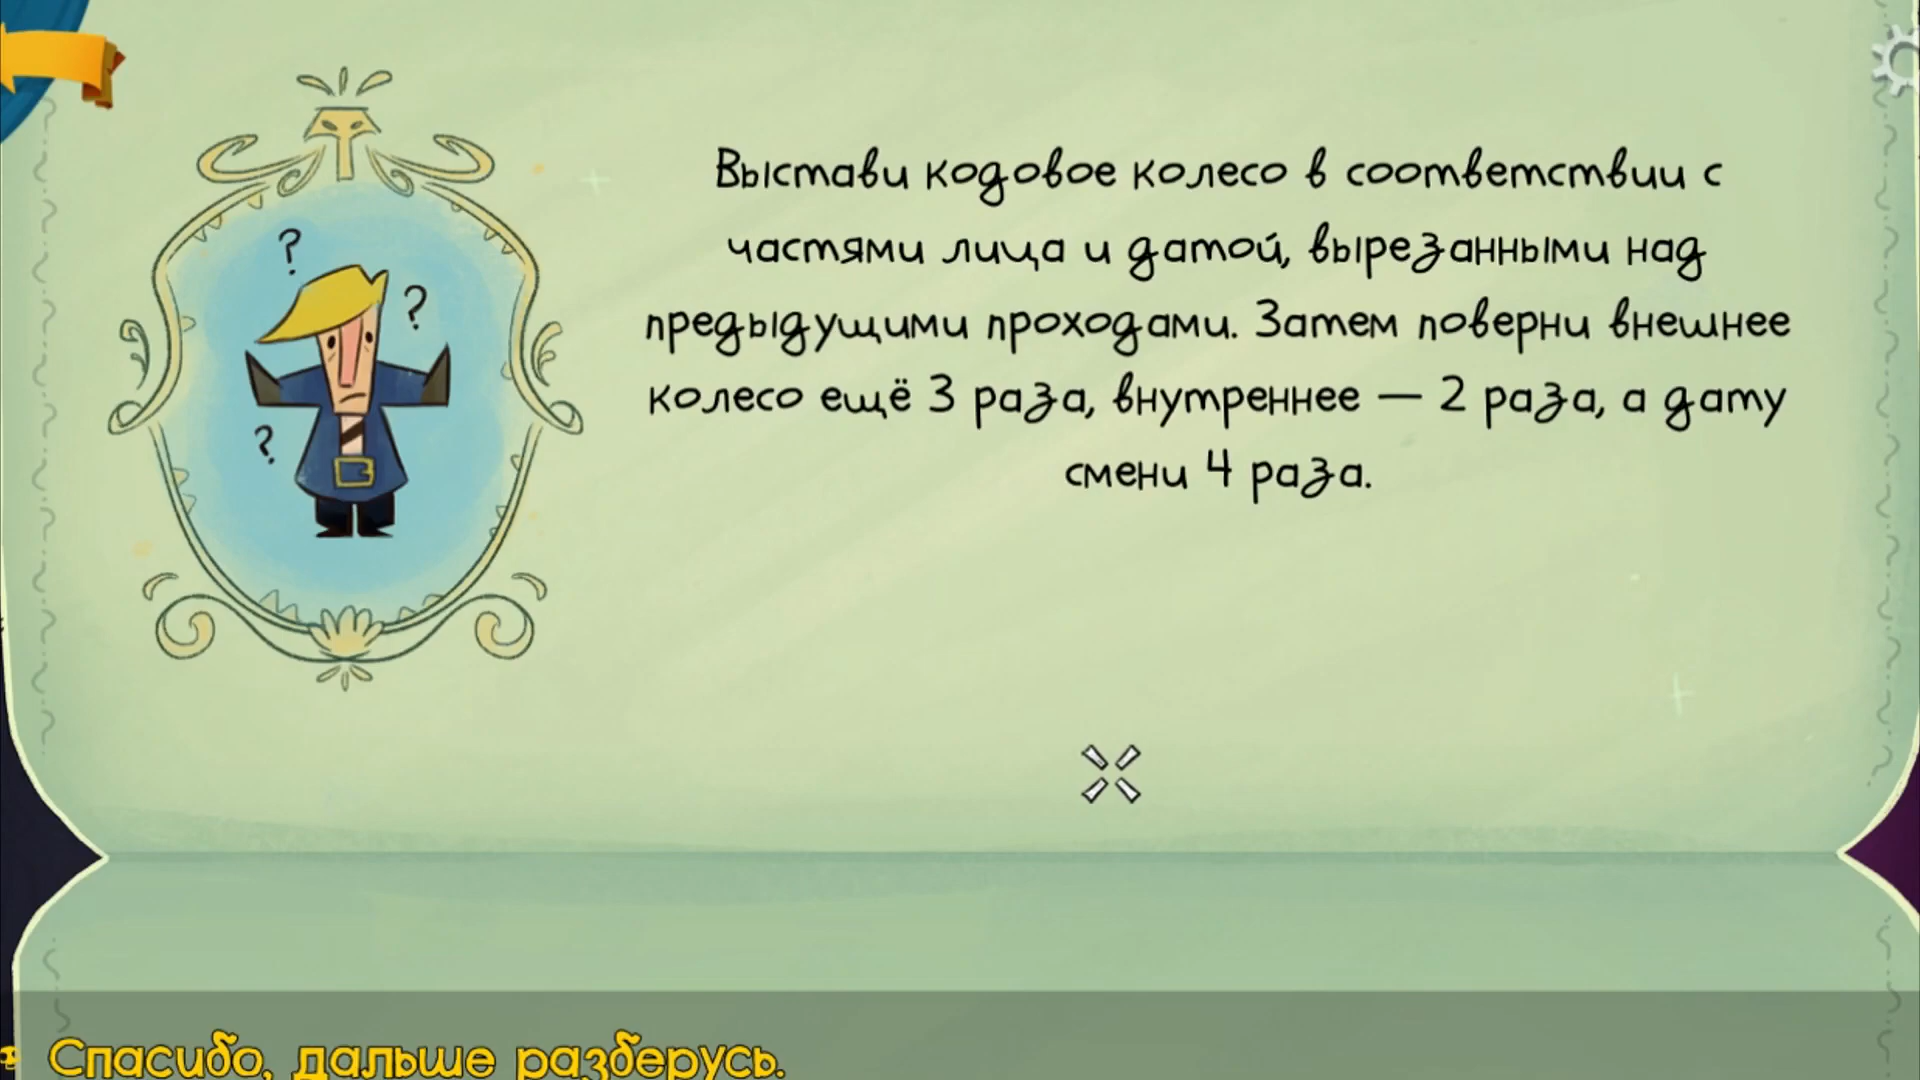 Выстави кодовое колесо в соответствии с
частями лица и датой, вырезанными над
предыдущими проходами. Затем поверни внешнее
колесо ещё 3 раза, внутреннее — 2 раза, а дату
смени 4 раза.
? ? ?
Спасибо, дальше разберусь.